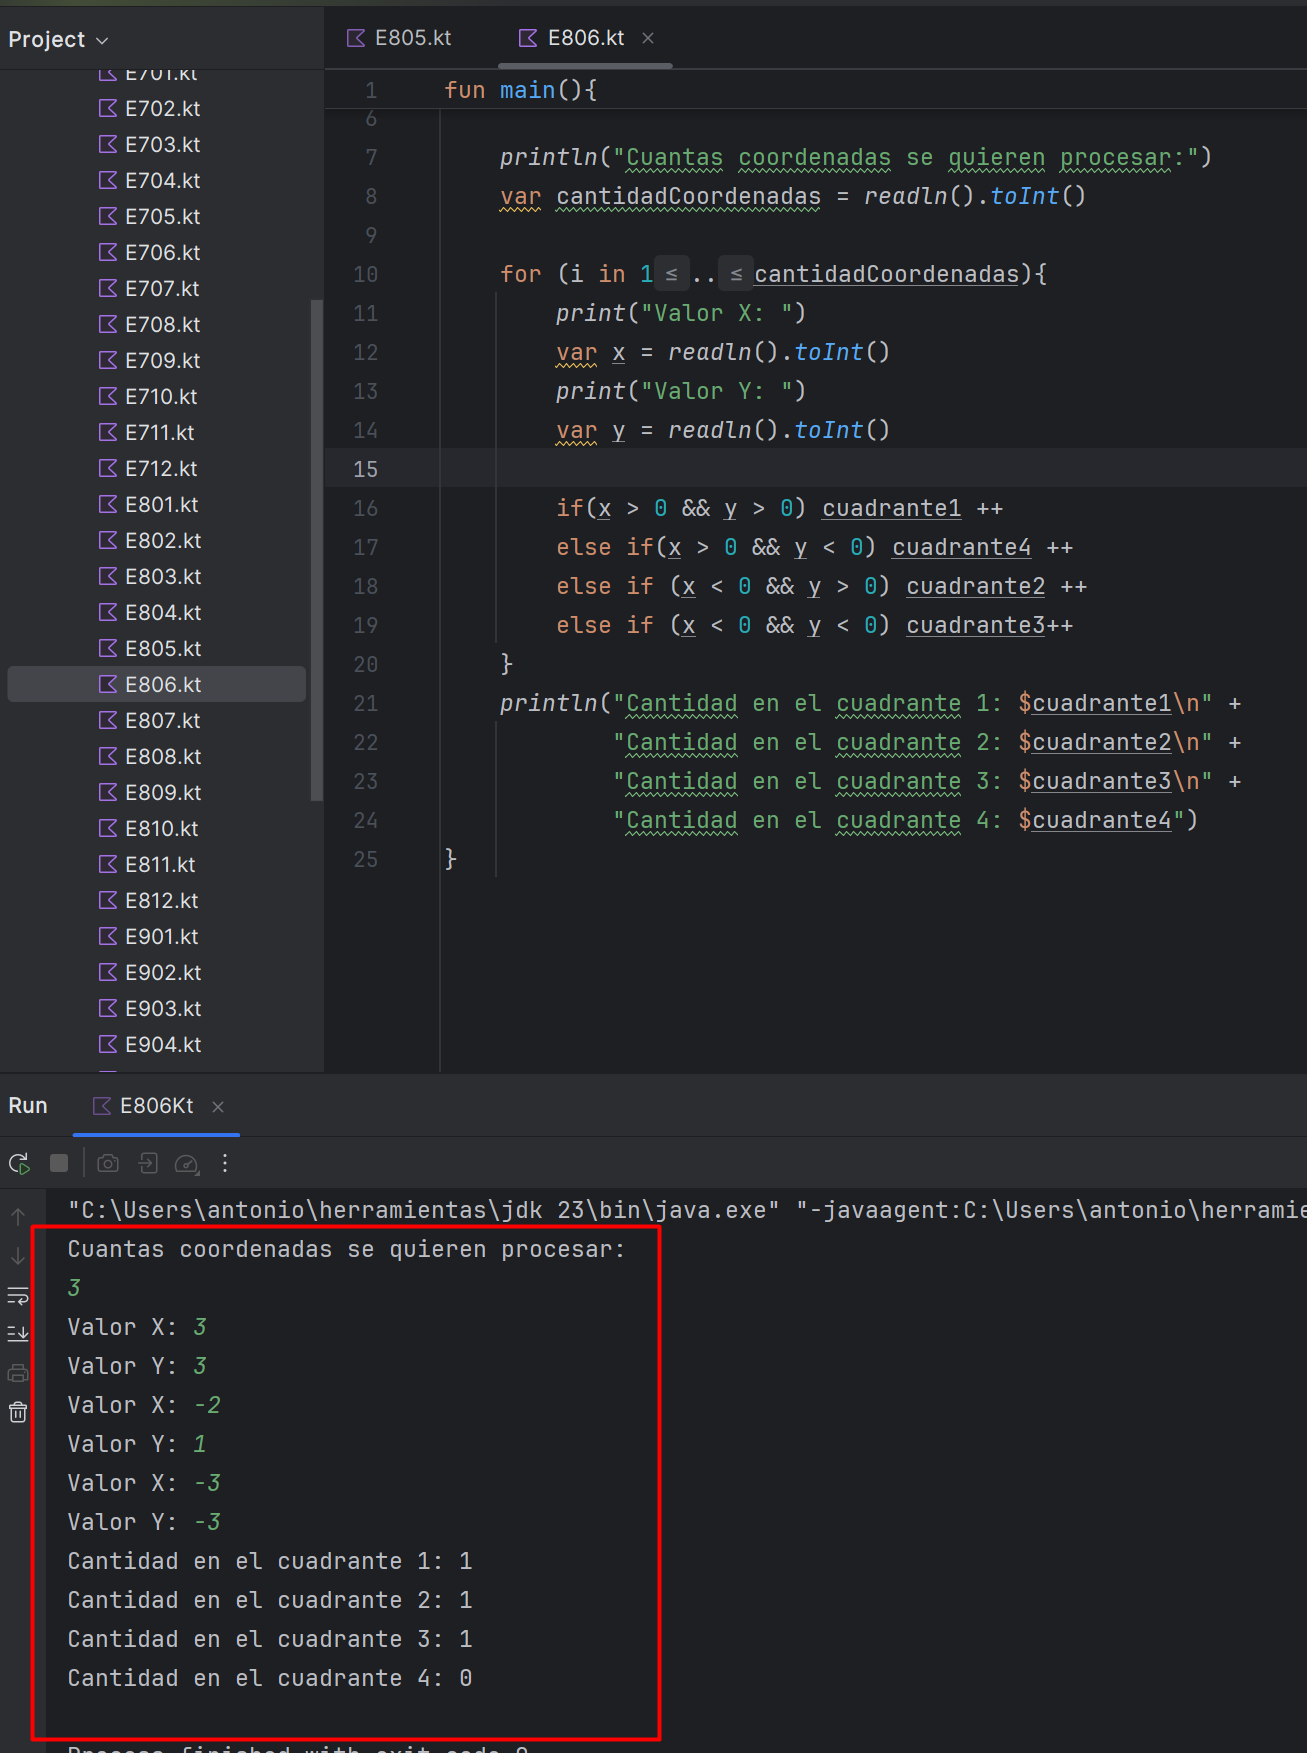 Project
E701.kt
E702.kt
E703.kt
E704.kt
E705.kt
E706.kt
E707.kt
E708.kt
E709.kt
E710.kt
E711.kt
E712.kt
E801.kt
E802.kt
E803.kt
E804.kt
E805.kt
E806.kt
E807.kt
E808.kt
E809.kt
E810.kt
E811.kt
E812.kt
E901.kt
E902.kt
E903.kt
E904.kt
E805.kt E806.kt
1 fun main(){
6
7 println("Cuantas coordenadas se quieren procesar:")
8 var cantidadCoordenadas = readln().toInt()
9
10 for (i in 1 ≤ .. ≤ cantidadCoordenadas){
11 print("Valor X: ")
12 var x = readln().toInt()
13 print("Valor Y: ")
14 var y = readln().toInt()
15
16 if(x > 0 && y > 0) cuadrante1 ++
17 else if(x > 0 && y < 0) cuadrante4 ++
18 else if (x < 0 && y > 0) cuadrante2 ++
19 else if (x < 0 && y < 0) cuadrante3++
20 }
21 println("Cantidad en el cuadrante 1: $cuadrante1\n" +
22 "Cantidad en el cuadrante 2: $cuadrante2\n" +
23 "Cantidad en el cuadrante 3: $cuadrante3\n" +
24 "Cantidad en el cuadrante 4: $cuadrante4")
25 }
Run E806Kt
"C:\Users\antonio\herramientas\jdk 23\bin\java.exe" "-javaagent:C:\Users\antonio\herramie
Cuantas coordenadas se quieren procesar:
3
Valor X: 3
Valor Y: 3
Valor X: -2
Valor Y: 1
Valor X: -3
Valor Y: -3
Cantidad en el cuadrante 1: 1
Cantidad en el cuadrante 2: 1
Cantidad en el cuadrante 3: 1
Cantidad en el cuadrante 4: 0
Process finished with exit code 0